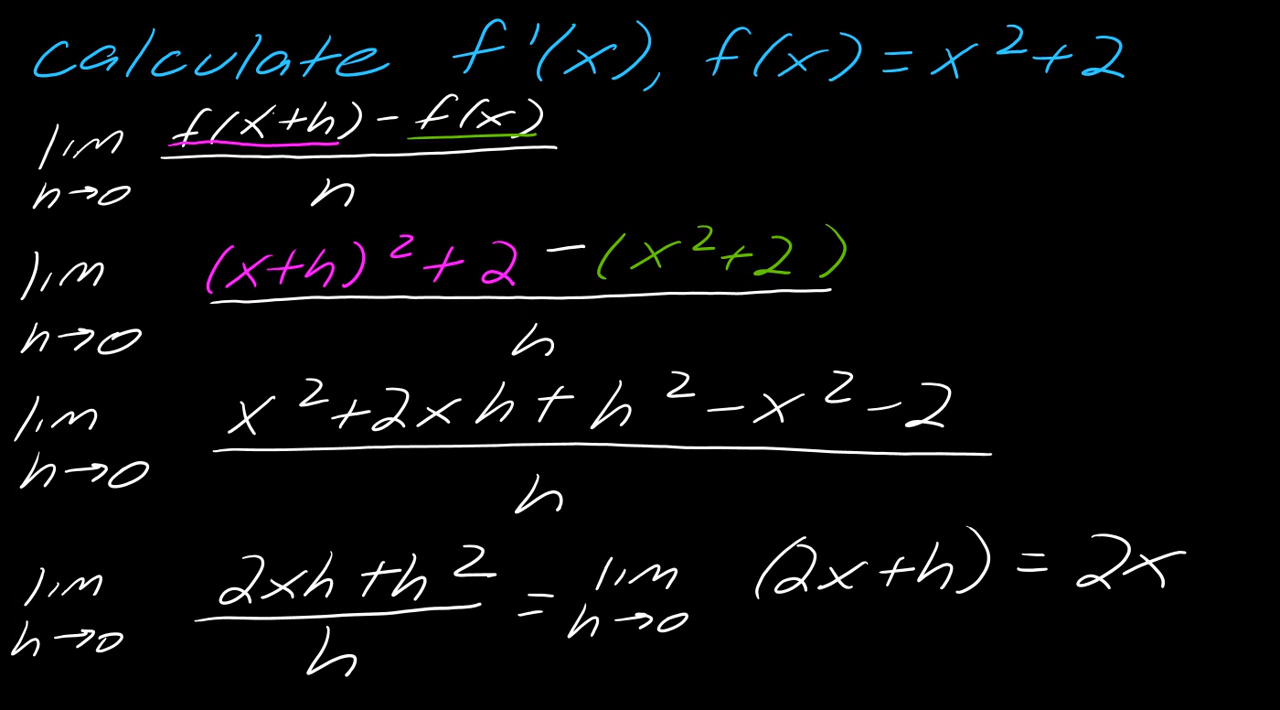 calculate f'(x), f(x) = x² + 2
lim h→0 (f(x+h) - f(x)) / h
lim h→0 ((x+h)² + 2 - (x² + 2)) / h
lim h→0 (x² + 2xh + h² - x² - 2) / h
lim h→0 (2xh + h²) / h = lim h→0 (2x + h) = 2x